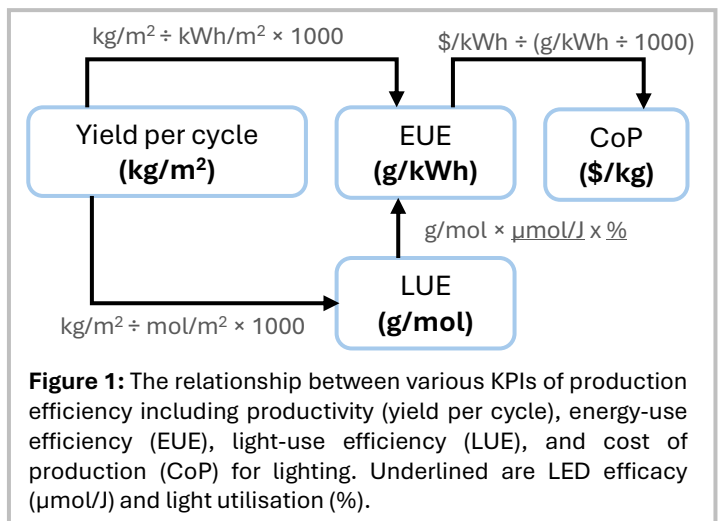 kg/m² ÷ kWh/m² × 1000
$/kWh ÷ (g/kWh ÷ 1000)
Yield per cycle
(kg/m²)
EUE
(g/kWh)
CoP
($/kg)
g/mol × µmol/J x %
kg/m² ÷ mol/m² × 1000
LUE
(g/mol)
Figure 1: The relationship between various KPIs of production
efficiency including productivity (yield per cycle), energy-use
efficiency (EUE), light-use efficiency (LUE), and cost of
production (CoP) for lighting. Underlined are LED efficacy
(µmol/J) and light utilisation (%).